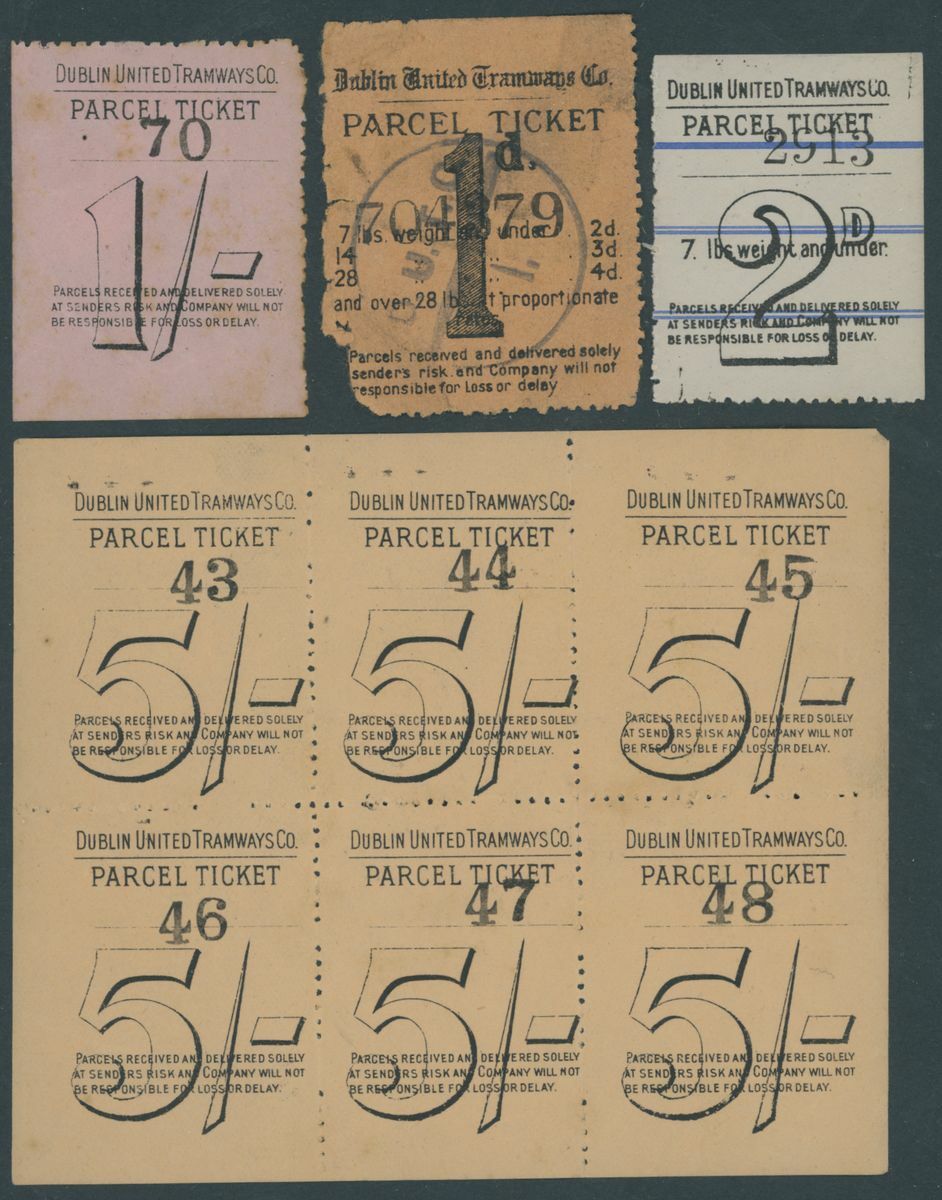 DUBLIN UNITED TRAMWAYS CO.
PARCEL TICKET
70
1/-
PARCELS RECEIVED AND DELIVERED SOLELY
AT SENDERS RISK AND COMPANY WILL NOT
BE RESPONSIBLE FOR LOSS OR DELAY.
Dublin United Tramways Co.
PARCEL TICKET
1d.
7 lbs. weight and under .. 2d.
14 3d.
28 4d.
and over 28 lbs. at proportionate
Parcels received and delivered solely
senders risk and Company will not
responsible for Loss or delay
DUBLIN UNITED TRAMWAYS CO.
PARCEL TICKET
2913
2D
7. lbs weight and under.
PARCELS RECEIVED AND DELIVERED SOLELY
AT SENDERS RISK AND COMPANY WILL NOT
BE RESPONSIBLE FOR LOSS OR DELAY.
DUBLIN UNITED TRAMWAYS CO.
PARCEL TICKET
43
5/-
PARCELS RECEIVED AND DELIVERED SOLELY
AT SENDERS RISK AND COMPANY WILL NOT
BE RESPONSIBLE FOR LOSS OR DELAY.
DUBLIN UNITED TRAMWAYS CO.
PARCEL TICKET
44
5/-
PARCELS RECEIVED AND DELIVERED SOLELY
AT SENDERS RISK AND COMPANY WILL NOT
BE RESPONSIBLE FOR LOSS OR DELAY.
DUBLIN UNITED TRAMWAYS CO.
PARCEL TICKET
45
5/-
PARCELS RECEIVED AND DELIVERED SOLELY
AT SENDERS RISK AND COMPANY WILL NOT
BE RESPONSIBLE FOR LOSS OR DELAY.
DUBLIN UNITED TRAMWAYS CO.
PARCEL TICKET
46
5/-
PARCELS RECEIVED AND DELIVERED SOLELY
AT SENDERS RISK AND COMPANY WILL NOT
BE RESPONSIBLE FOR LOSS OR DELAY.
DUBLIN UNITED TRAMWAYS CO.
PARCEL TICKET
47
5/-
PARCELS RECEIVED AND DELIVERED SOLELY
AT SENDERS RISK AND COMPANY WILL NOT
BE RESPONSIBLE FOR LOSS OR DELAY.
DUBLIN UNITED TRAMWAYS CO.
PARCEL TICKET
48
5/-
PARCELS RECEIVED AND DELIVERED SOLELY
AT SENDERS RISK AND COMPANY WILL NOT
BE RESPONSIBLE FOR LOSS OR DELAY.